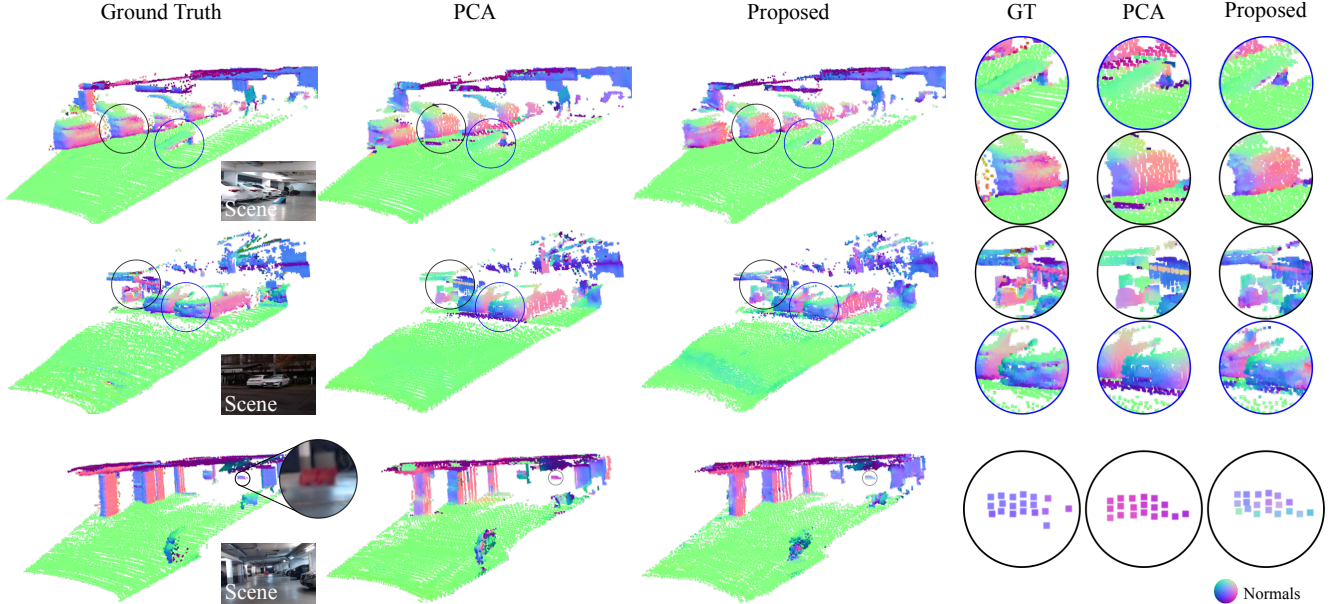 Ground Truth PCA Proposed GT PCA Proposed
Scene
Scene
Scene
Normals